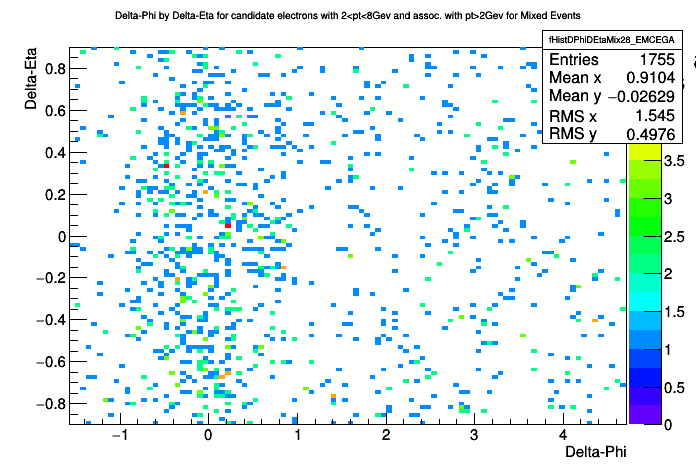 Delta-Phi by Delta-Eta for candidate electrons with 2<pt<8Gev and assoc. with pt>2Gev for Mixed Events
fHistDPhiDEtaMix28_EMCEGA
Entries 1755
Mean x 0.9104
Mean y −0.02629
RMS x 1.545
RMS y 0.4976
Delta-Eta
0.8
0.6
0.4
0.2
0
−0.2
−0.4
−0.6
−0.8
−1 0 1 2 3 4
Delta-Phi
3.5
3
2.5
2
1.5
1
0.5
0